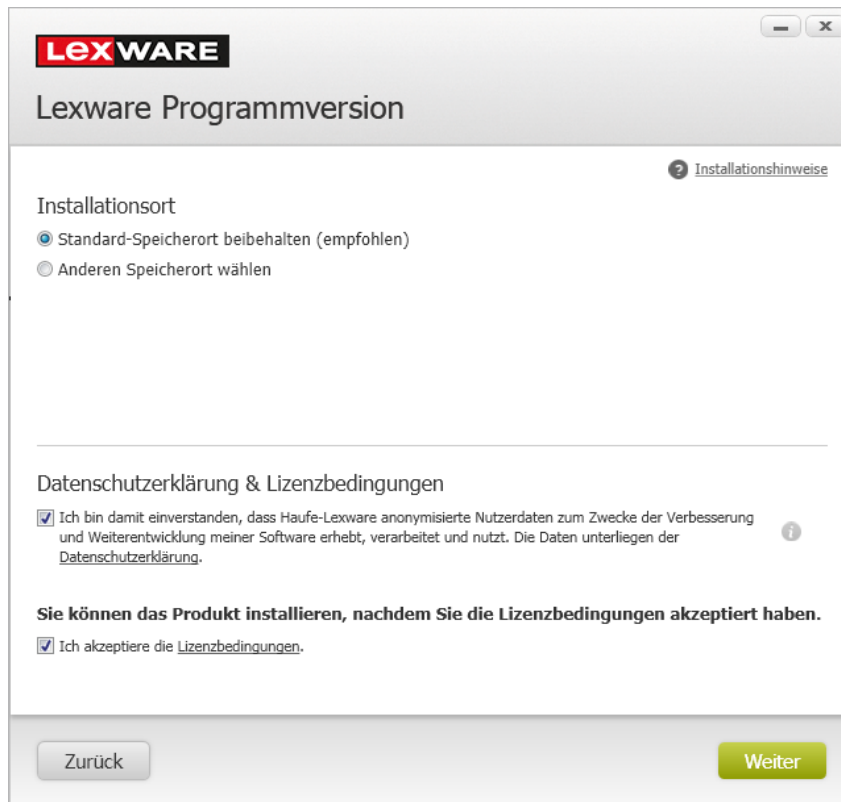 LEXWARE
Lexware Programmversion
Installationshinweise
Installationsort
Standard-Speicherort beibehalten (empfohlen)
Anderen Speicherort wählen
Datenschutzerklärung & Lizenzbedingungen
Ich bin damit einverstanden, dass Haufe-Lexware anonymisierte Nutzerdaten zum Zwecke der Verbesserung
und Weiterentwicklung meiner Software erhebt, verarbeitet und nutzt. Die Daten unterliegen der
Datenschutzerklärung.
Sie können das Produkt installieren, nachdem Sie die Lizenzbedingungen akzeptiert haben.
Ich akzeptiere die Lizenzbedingungen.
Zurück
Weiter